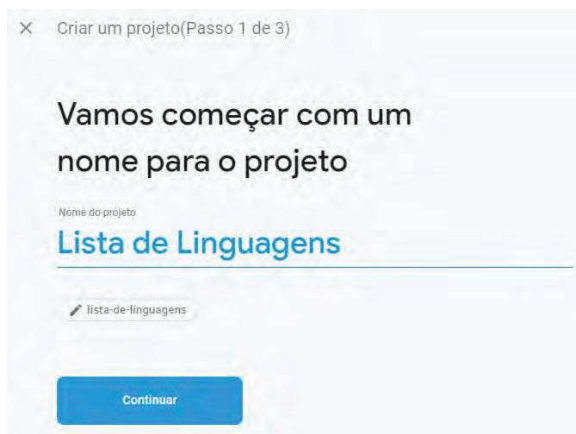 Criar um projeto(Passo 1 de 3)
Vamos começar com um
nome para o projeto
Nome do projeto
Lista de Linguagens
lista-de-linguagens
Continuar